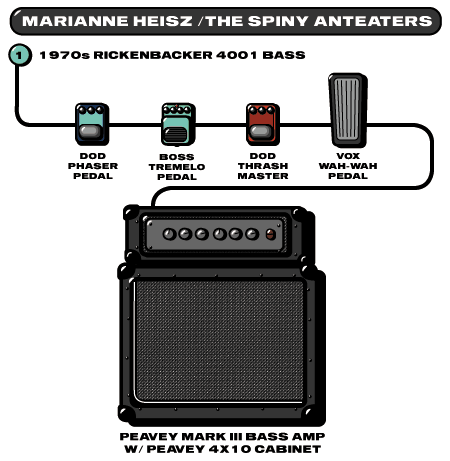 MARIANNE HEISZ / THE SPINY ANTEATERS
1 1970s RICKENBACKER 4001 BASS
DOD
PHASER
PEDAL
BOSS
TREMELO
PEDAL
DOD
THRASH
MASTER
VOX
WAH-WAH
PEDAL
PEAVEY MARK III BASS AMP
W/ PEAVEY 4X10 CABINET